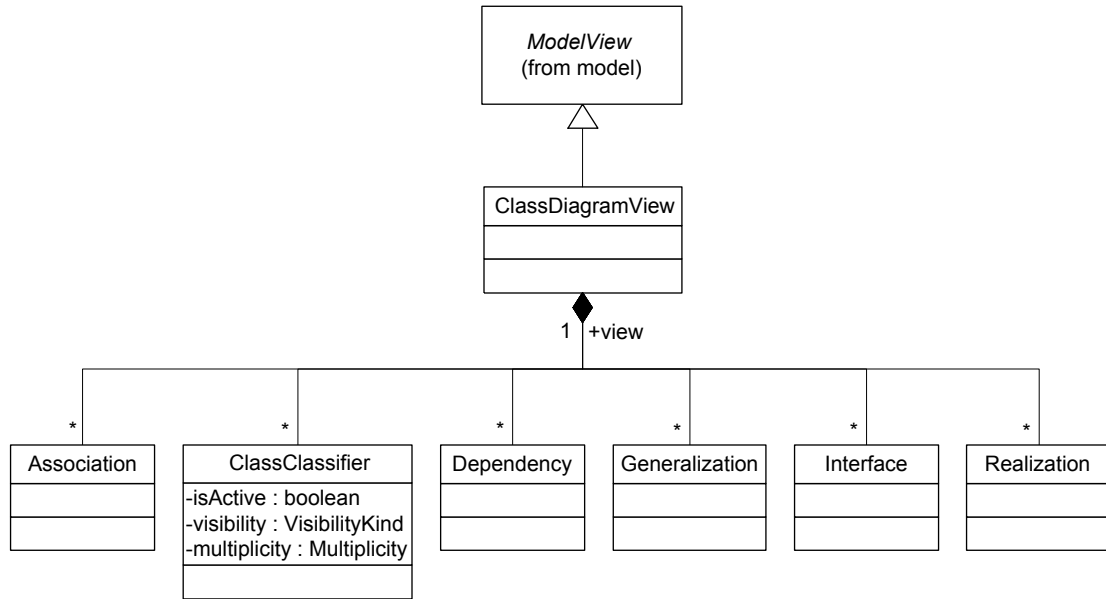 ModelView
(from model)
ClassDiagramView
1 +view
* * * * * *
Association
ClassClassifier
-isActive : boolean
-visibility : VisibilityKind
-multiplicity : Multiplicity
Dependency
Generalization
Interface
Realization